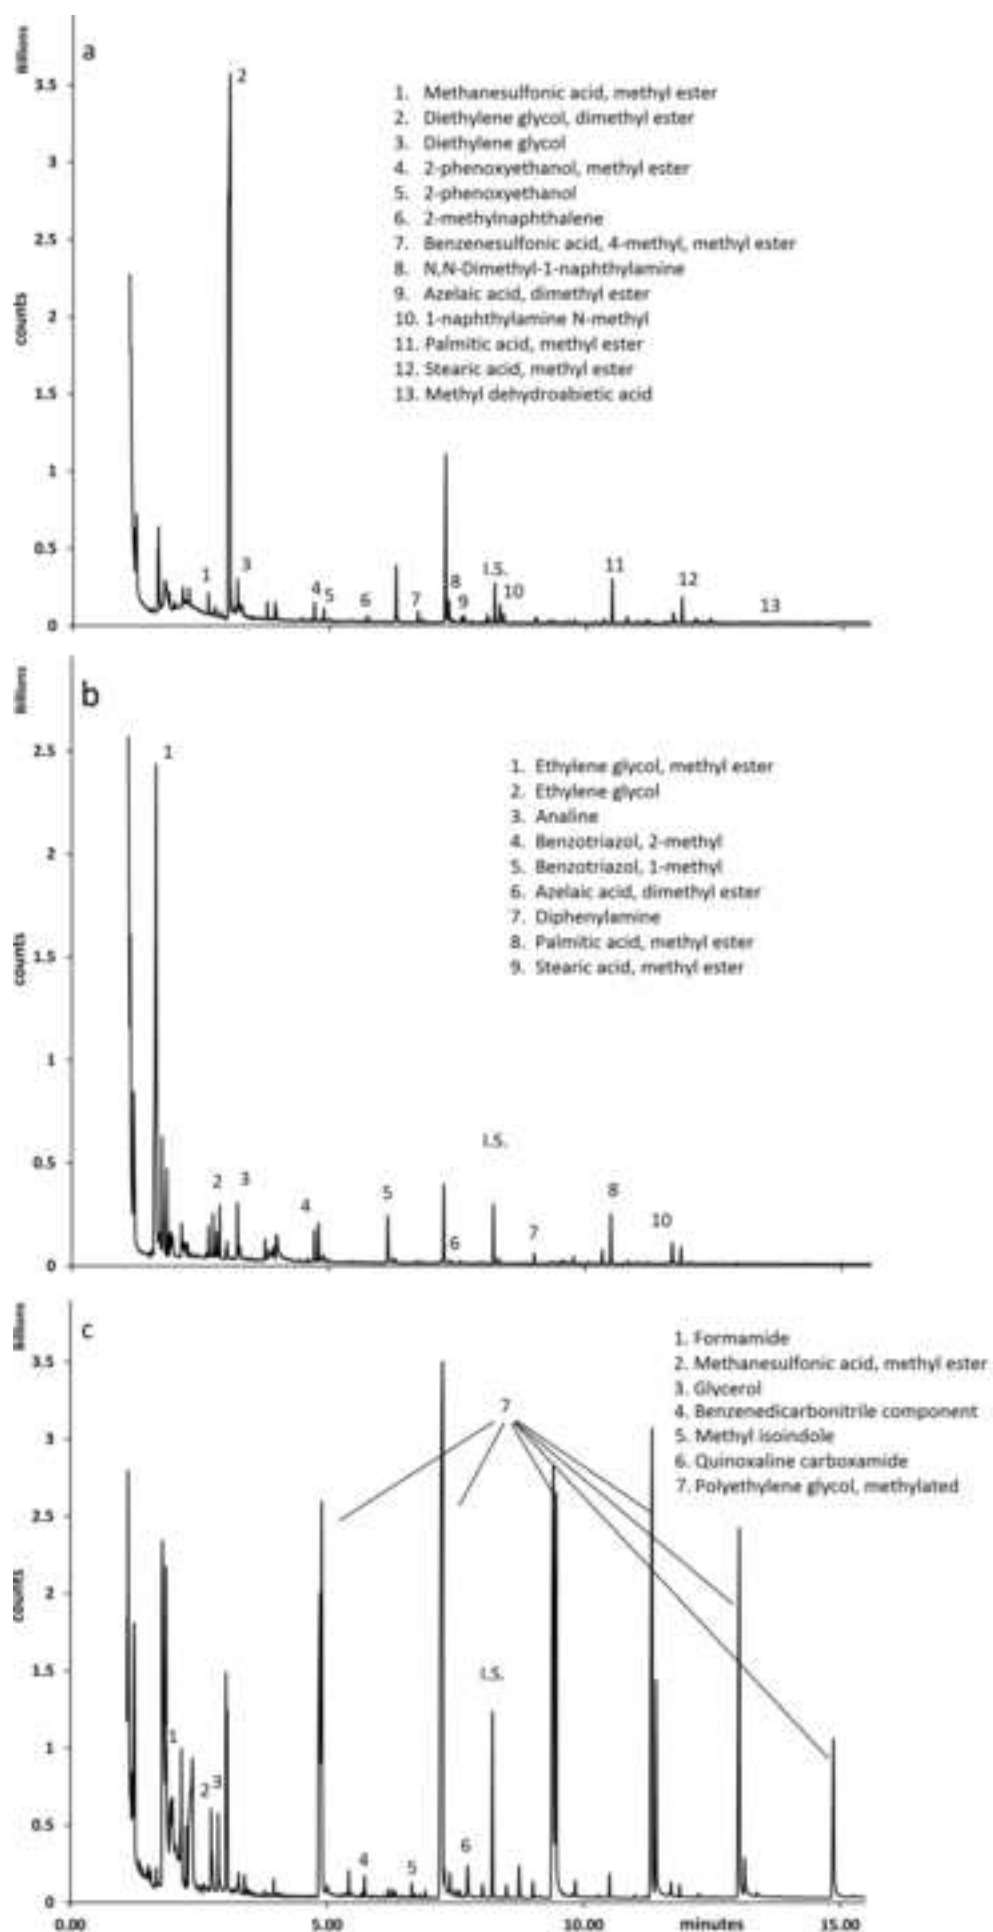 Billions
a
3.5
2
1. Methanesulfonic acid, methyl ester
2. Diethylene glycol, dimethyl ester
3. Diethylene glycol
4. 2-phenoxyethanol, methyl ester
5. 2-phenoxyethanol
6. 2-methylnaphthalene
7. Benzenesulfonic acid, 4-methyl, methyl ester
8. N,N-Dimethyl-1-naphthylamine
9. Azelaic acid, dimethyl ester
10. 1-naphthylamine N-methyl
11. Palmitic acid, methyl ester
12. Stearic acid, methyl ester
13. Methyl dehydroabietic acid
3
2.5
2
counts
1.5
1
0.5
0
1
3
4
5
6
7
8
9
I.S.
10
11
12
13
Billions
b
2.5
1
1. Ethylene glycol, methyl ester
2. Ethylene glycol
3. Analine
4. Benzotriazol, 2-methyl
5. Benzotriazol, 1-methyl
6. Azelaic acid, dimethyl ester
7. Diphenylamine
8. Palmitic acid, methyl ester
9. Stearic acid, methyl ester
2
counts
1.5
1
0.5
0
2
3
4
5
6
I.S.
7
8
10
Billions
c
3.5
1. Formamide
2. Methanesulfonic acid, methyl ester
3. Glycerol
4. Benzenedicarbonitrile component
5. Methyl isoindole
6. Quinoxaline carboxamide
7. Polyethylene glycol, methylated
7
3
2.5
2
counts
1.5
1
0.5
0
1
2
3
4
5
6
I.S.
0.00
5.00
10.00
minutes
15.00